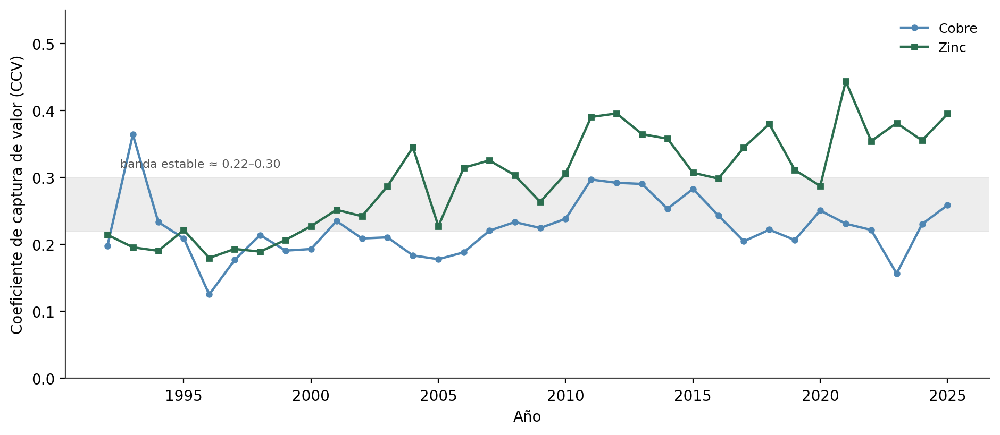 Cobre
Zinc
Coeficiente de captura de valor (CCV)
0.5
0.4
0.3
0.2
0.1
0.0
banda estable ≈ 0.22–0.30
1995
2000
2005
2010
2015
2020
2025
Año